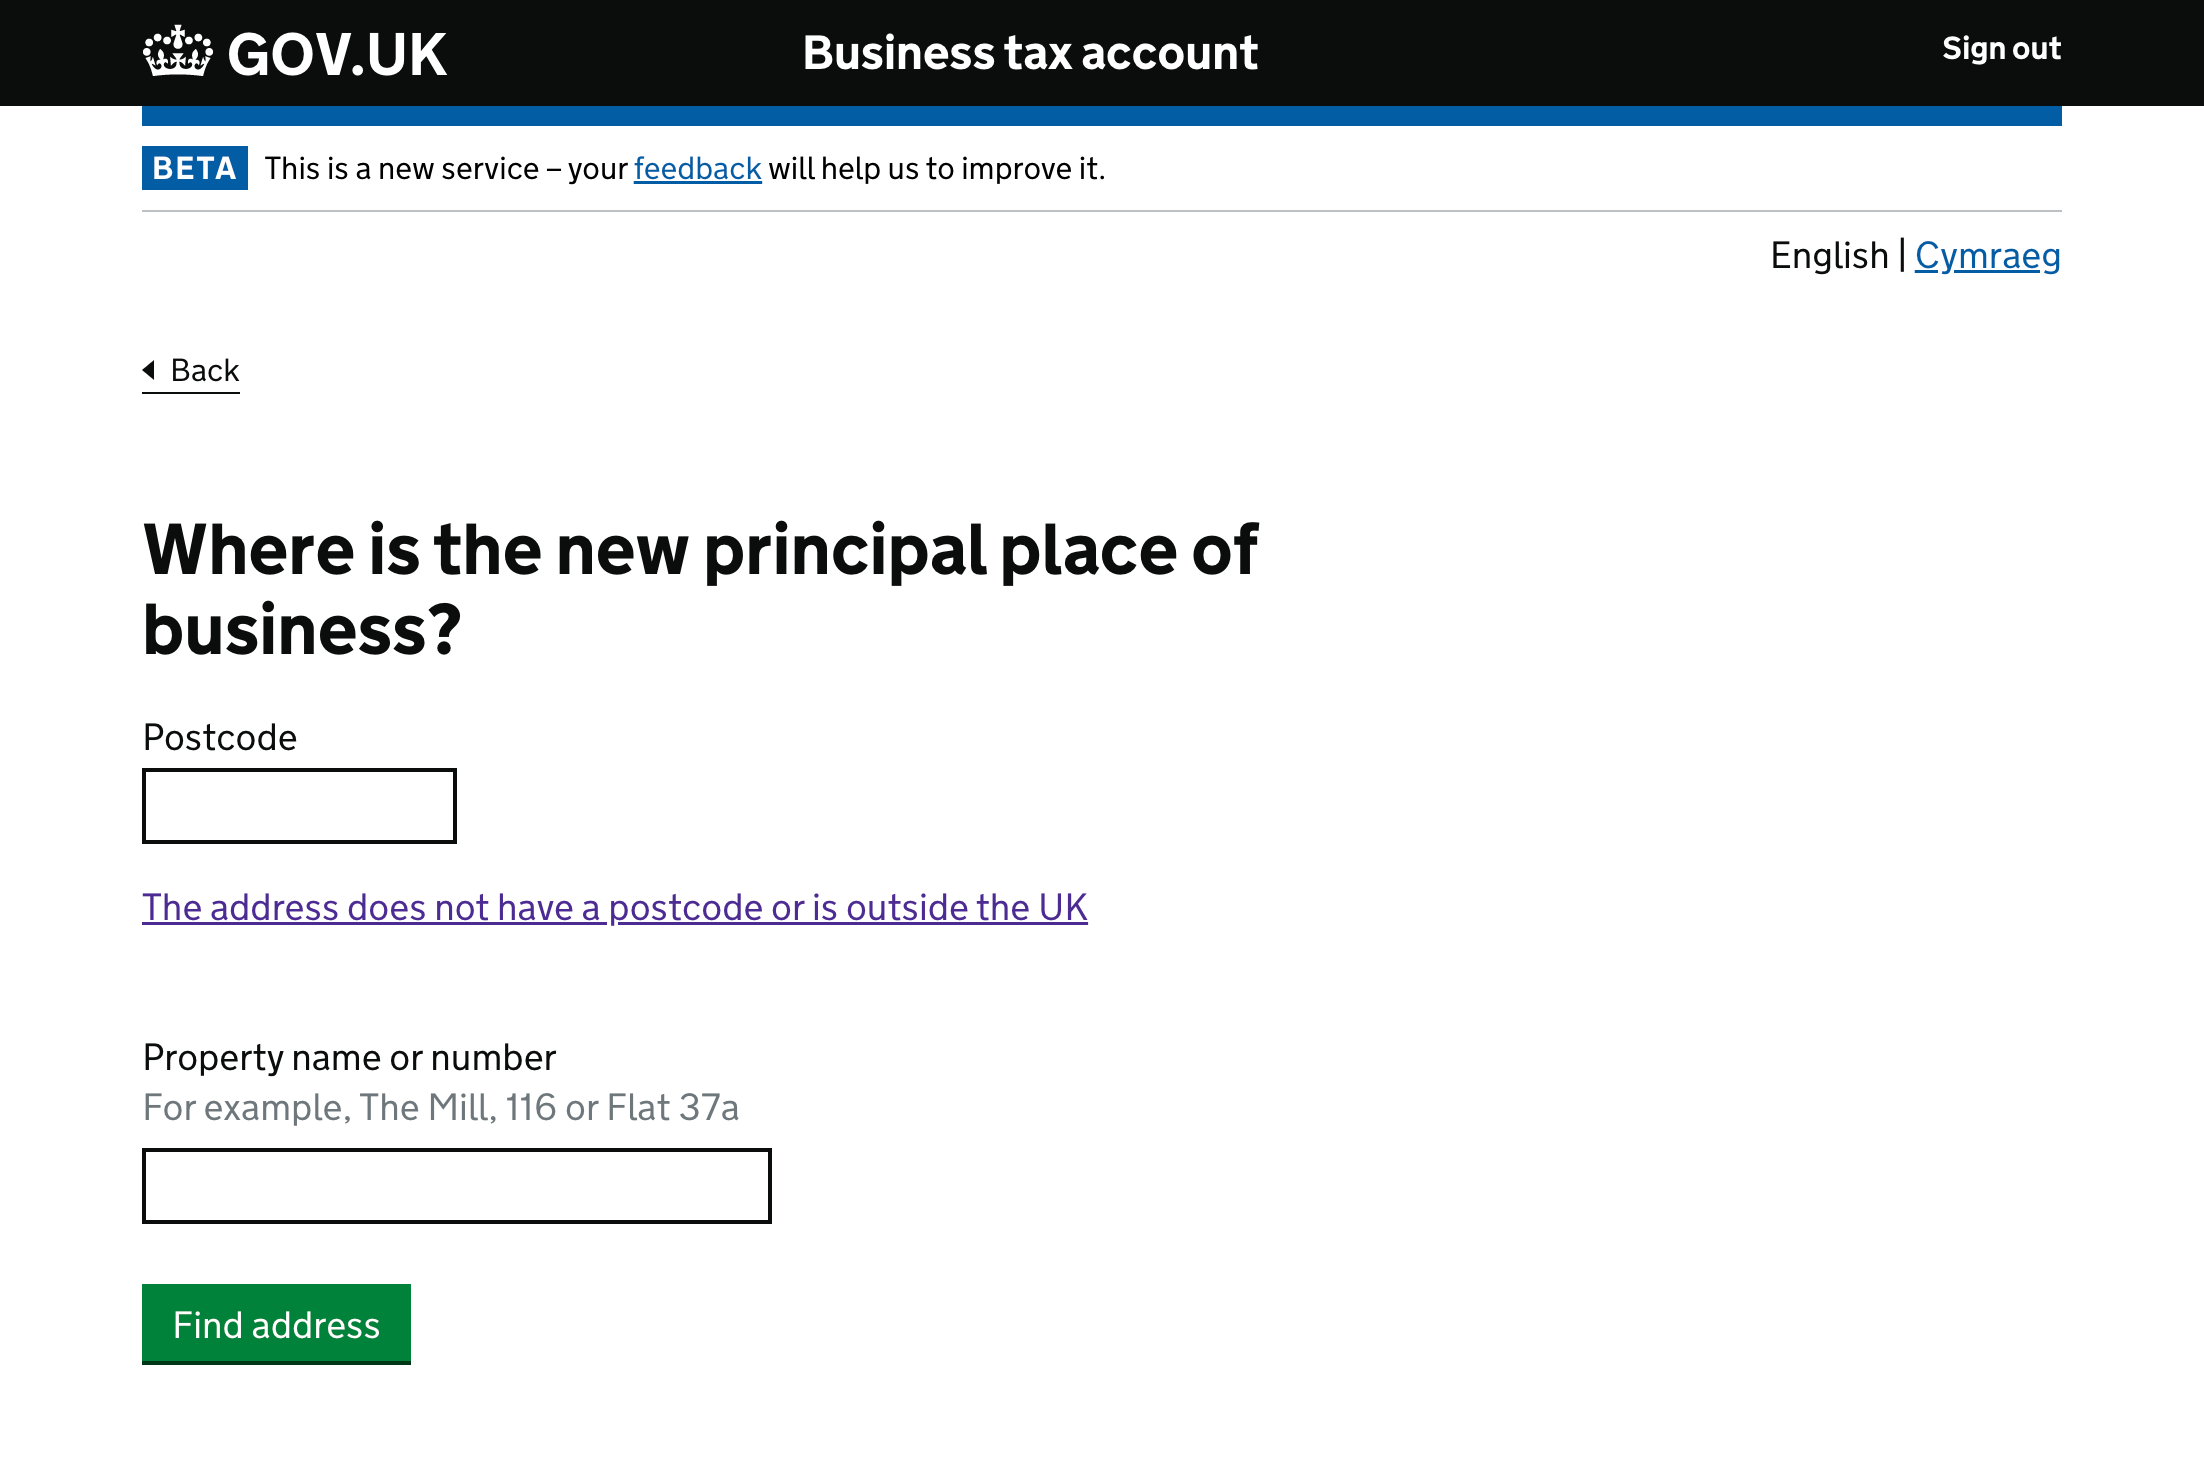 GOV.UK
Business tax account
Sign out
BETA This is a new service – your feedback will help us to improve it.
English | Cymraeg
Back
Where is the new principal place of
business?
Postcode
The address does not have a postcode or is outside the UK
Property name or number
For example, The Mill, 116 or Flat 37a
Find address